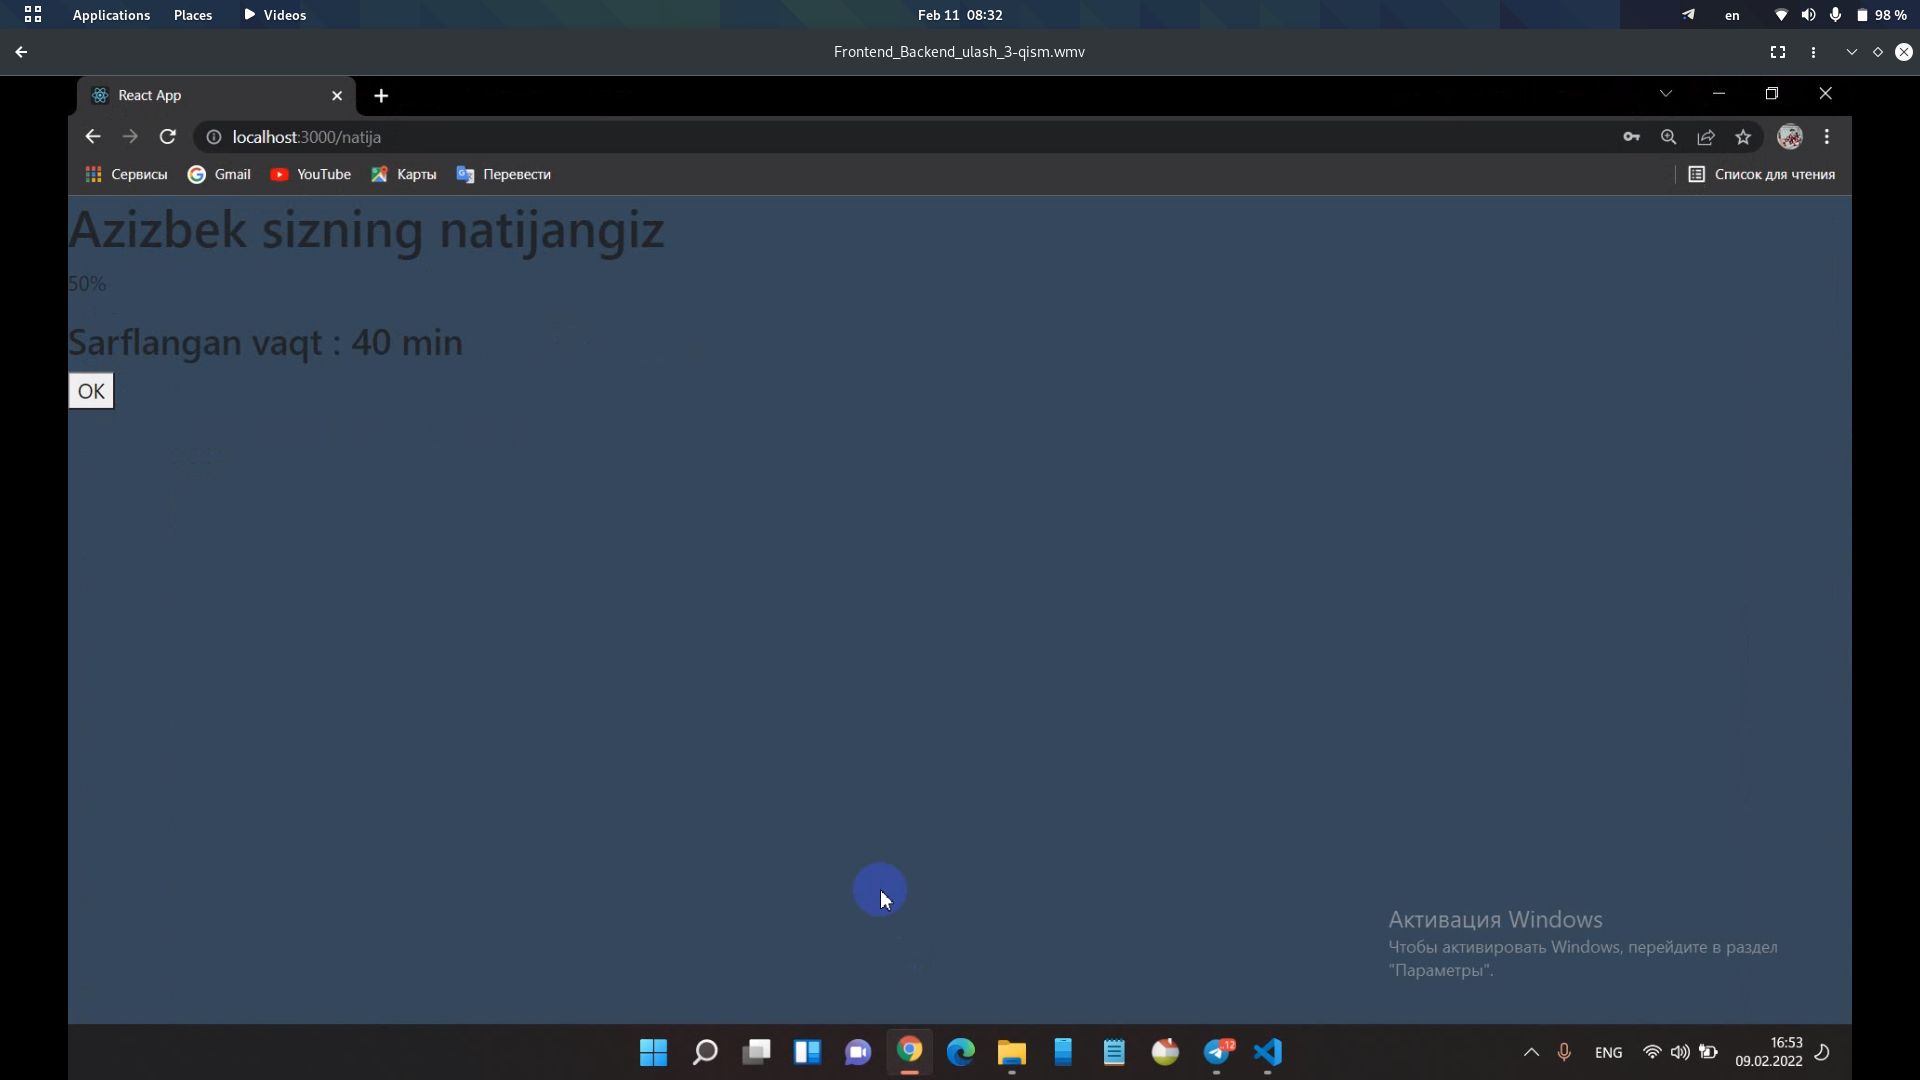 Applications Places Videos Feb 11 08:32 en 98 %
Frontend_Backend_ulash_3-qism.wmv
React App
localhost:3000/natija
Сервисы Gmail YouTube Карты Перевести Список для чтения
Azizbek sizning natijangiz
50%
Sarflangan vaqt : 40 min
OK
Активация Windows
Чтобы активировать Windows, перейдите в раздел
"Параметры".
12
ENG
16:53
09.02.2022